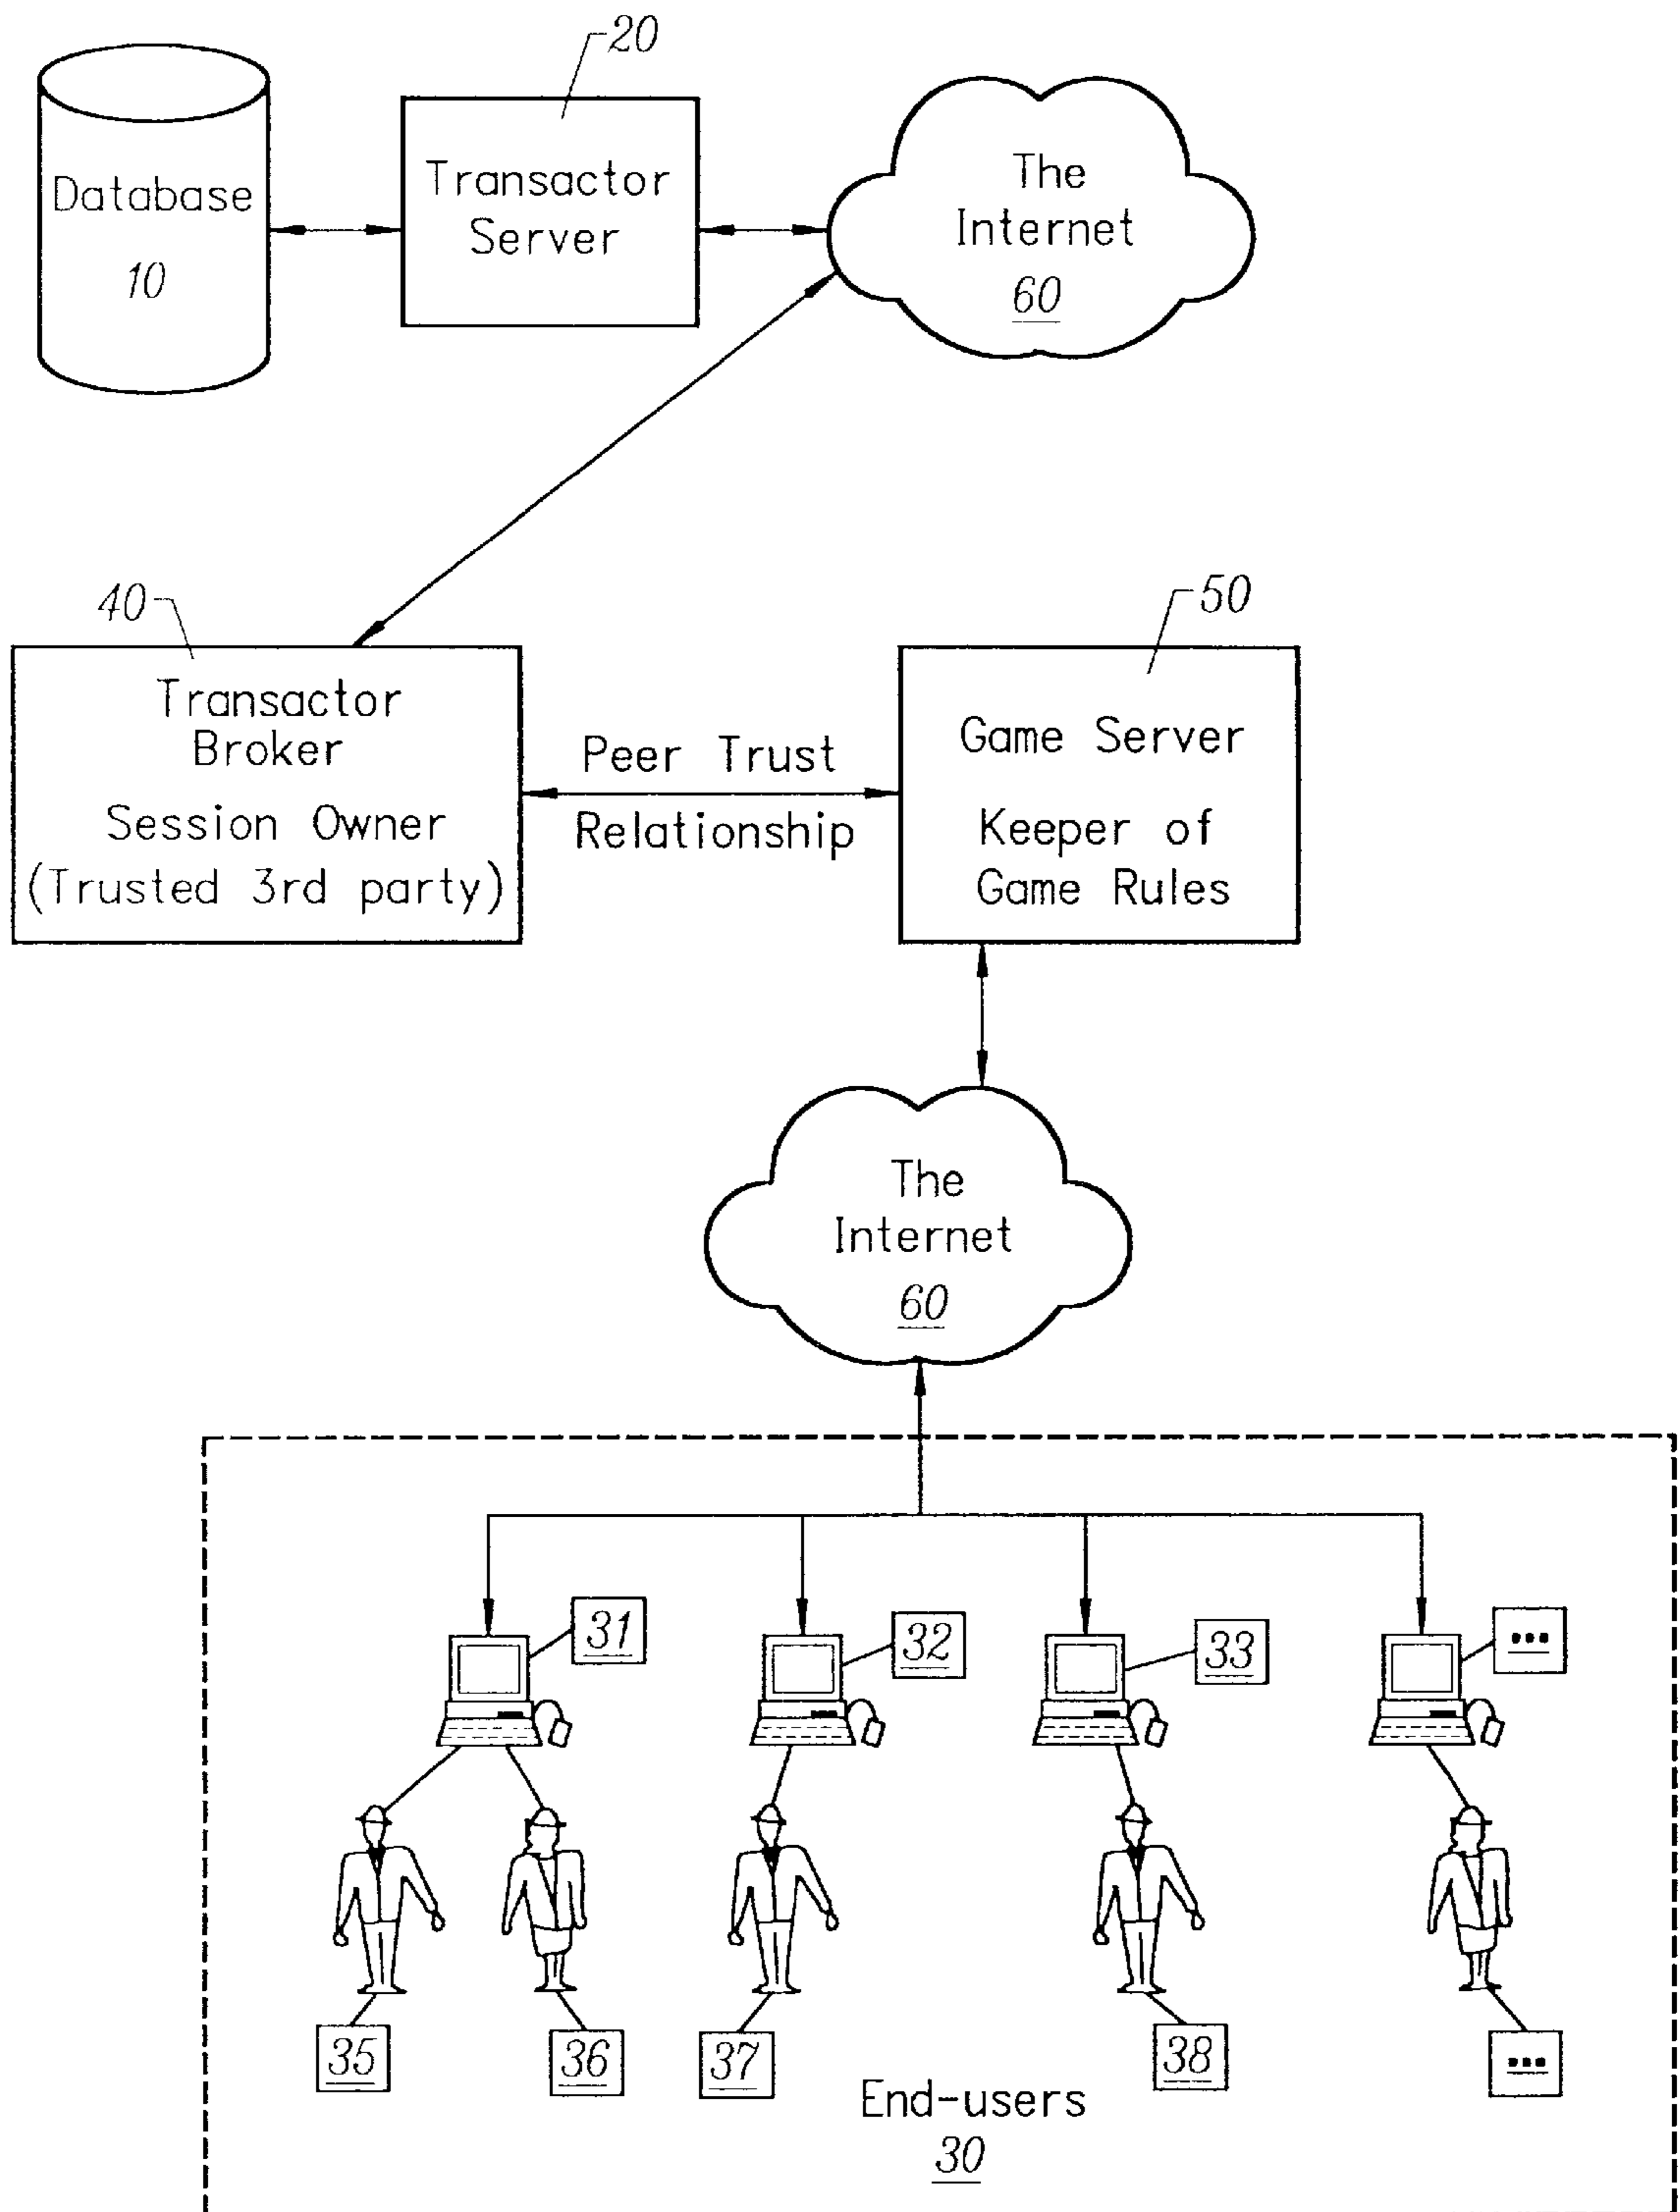 20
Database
10
Transactor
Server
The
Internet
60
40
Transactor
Broker
Session Owner
(Trusted 3rd party)
Peer Trust
Relationship
50
Game Server
Keeper of
Game Rules
The
Internet
60
31
32
33
...
35
36
37
38
...
End-users
30